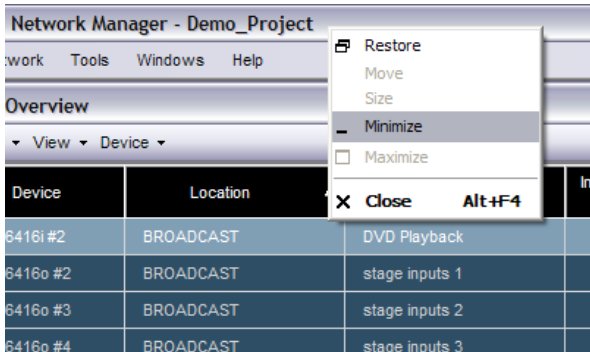 Network Manager - Demo_Project
Tools Windows Help
Restore
Move
Size
Minimize
Maximize
Close Alt+F4
Overview
View Device
Device Location
6416i #2 BROADCAST DVD Playback
6416o #2 BROADCAST stage inputs 1
6416o #3 BROADCAST stage inputs 2
6416o #4 BROADCAST stage inputs 3